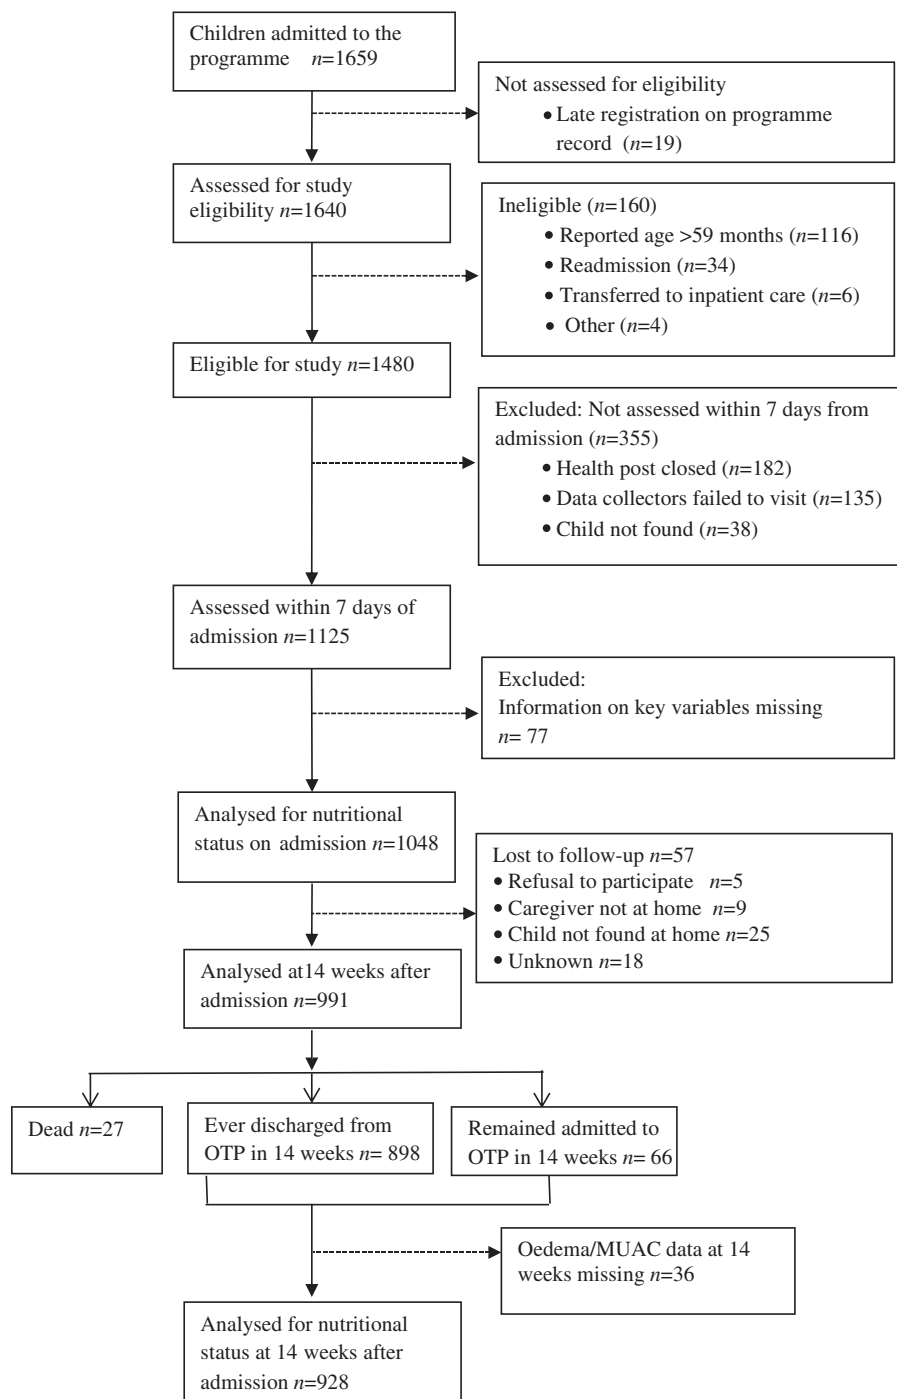 Children admitted to the
programme n=1659
Not assessed for eligibility
• Late registration on programme
record (n=19)
Assessed for study
eligibility n=1640
Ineligible (n=160)
• Reported age >59 months (n=116)
• Readmission (n=34)
• Transferred to inpatient care (n=6)
• Other (n=4)
Eligible for study n=1480
Excluded: Not assessed within 7 days from
admission (n=355)
• Health post closed (n=182)
• Data collectors failed to visit (n=135)
• Child not found (n=38)
Assessed within 7 days of
admission n=1125
Excluded:
Information on key variables missing
n= 77
Analysed for nutritional
status on admission n=1048
Lost to follow-up n=57
• Refusal to participate n=5
• Caregiver not at home n=9
• Child not found at home n=25
• Unknown n=18
Analysed at14 weeks after
admission n=991
Dead n=27
Ever discharged from
OTP in 14 weeks n= 898
Remained admitted to
OTP in 14 weeks n= 66
Oedema/MUAC data at 14
weeks missing n=36
Analysed for nutritional
status at 14 weeks after
admission n=928